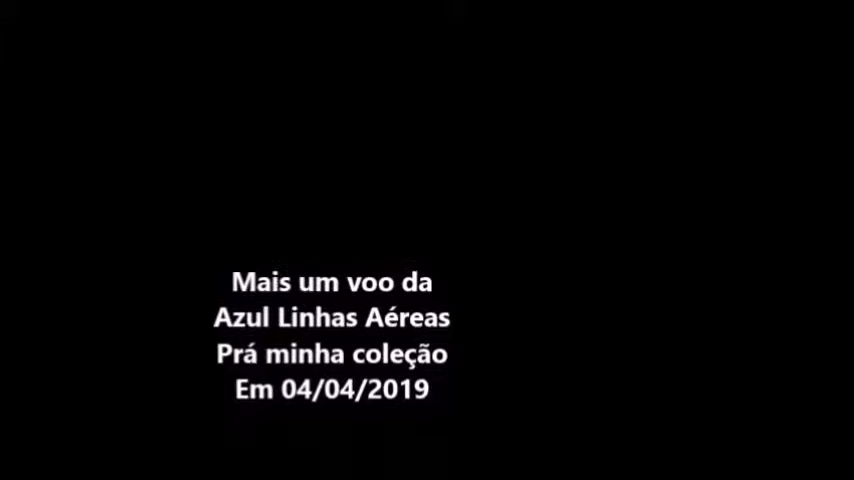 Mais um voo da
Azul Linhas Aéreas
Prá minha coleção
Em 04/04/2019